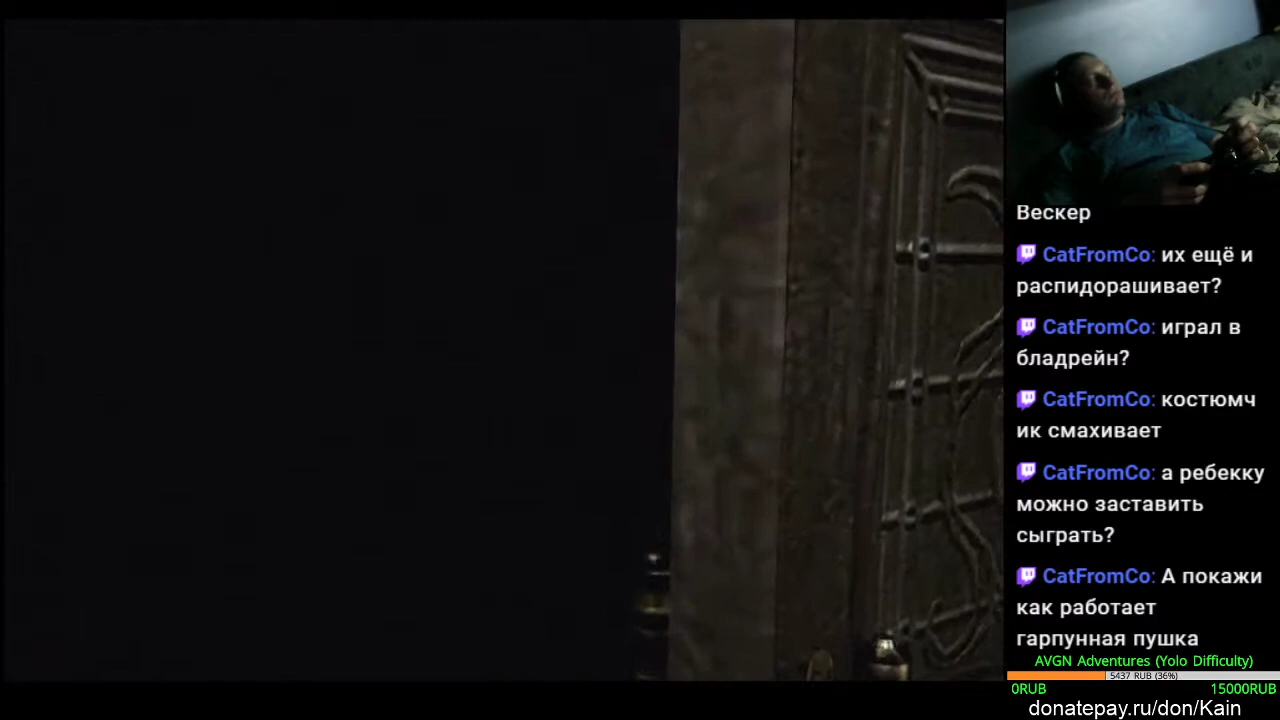 Вескер
CatFromCo: их ещё и
распидорашивает?
CatFromCo: играл в
бладрейн?
CatFromCo: костюмч
ик смахивает
CatFromCo: а ребекку
можно заставить
сыграть?
CatFromCo: А покажи
как работает
гарпунная пушка
AVGN Adventures (Yolo Difficulty)
5437 RUB (36%)
0RUB 15000RUB
donatepay.ru/don/Kain